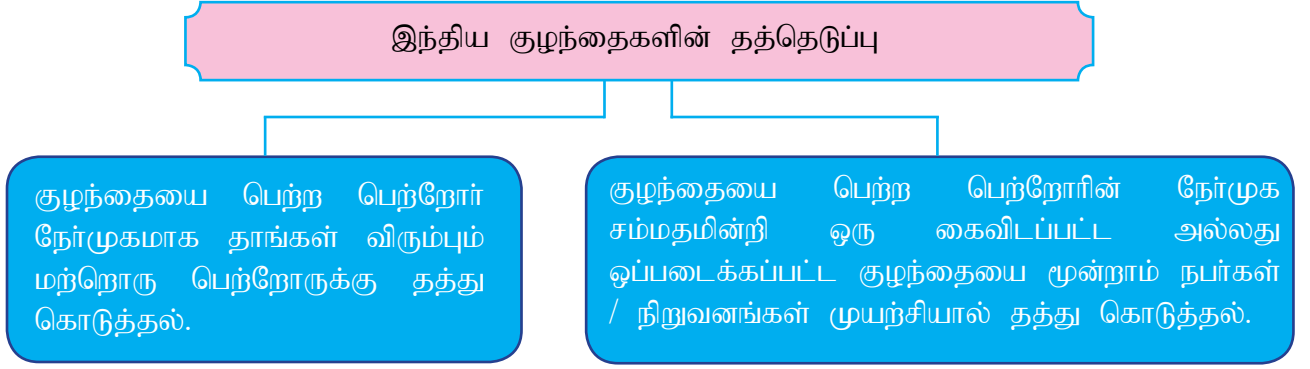 இந்திய குழந்தைகளின் தத்தெடுப்பு
குழந்தையை பெற்ற பெற்றோர்
நேர்முகமாக தாங்கள் விரும்பும்
மற்றொரு பெற்றோருக்கு தத்து
கொடுத்தல்.
குழந்தையை பெற்ற பெற்றோரின் நேர்முக
சம்மதமின்றி ஒரு கைவிடப்பட்ட அல்லது
ஒப்படைக்கப்பட்ட குழந்தையை மூன்றாம் நபர்கள்
/ நிறுவனங்கள் முயற்சியால் தத்து கொடுத்தல்.